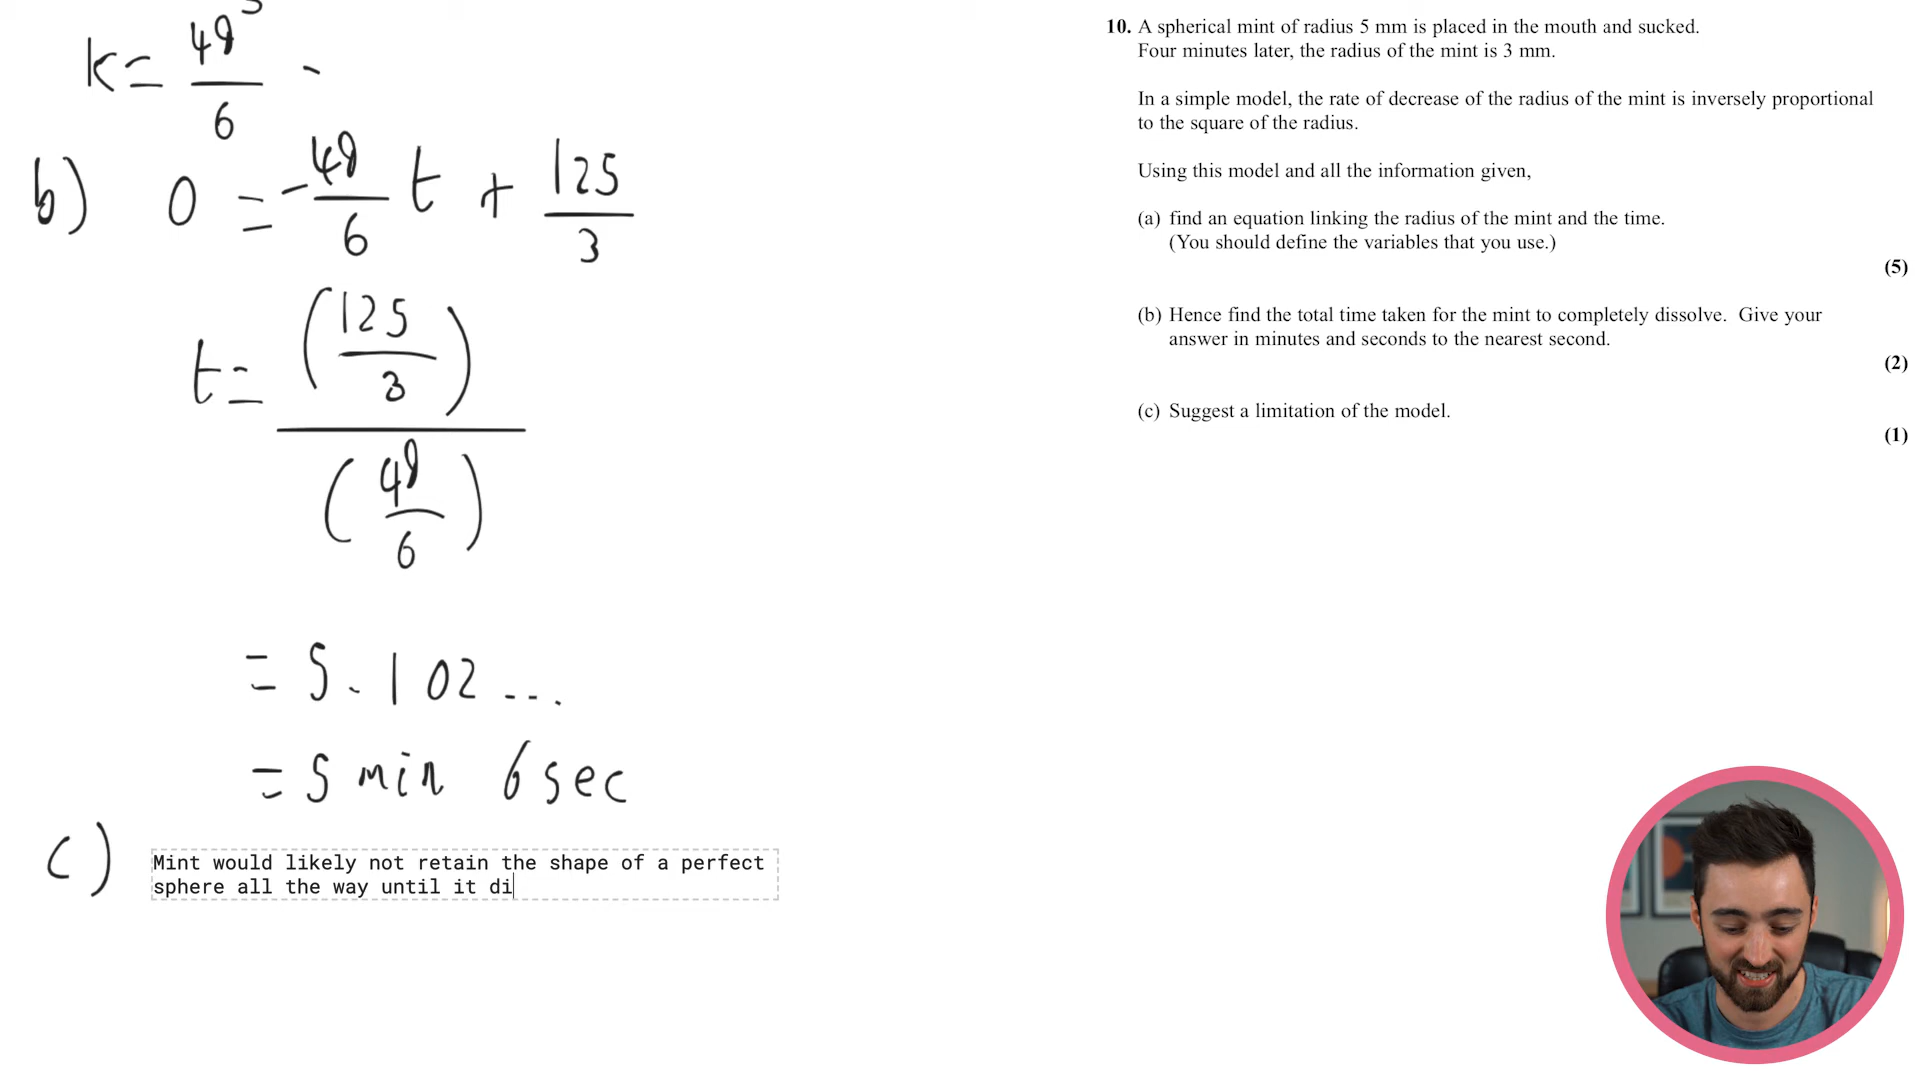 k = 49/6
b) 0 = -49/6 t + 125/3
t = (125/3)
(49/6)
= 5.102...
= 5 min 6 sec
c) Mint would likely not retain the shape of a perfect
sphere all the way until it di
10. A spherical mint of radius 5 mm is placed in the mouth and sucked.
Four minutes later, the radius of the mint is 3 mm.
In a simple model, the rate of decrease of the radius of the mint is inversely proportional
to the square of the radius.
Using this model and all the information given,
(a) find an equation linking the radius of the mint and the time.
(You should define the variables that you use.)
(5)
(b) Hence find the total time taken for the mint to completely dissolve. Give your
answer in minutes and seconds to the nearest second.
(2)
(c) Suggest a limitation of the model.
(1)